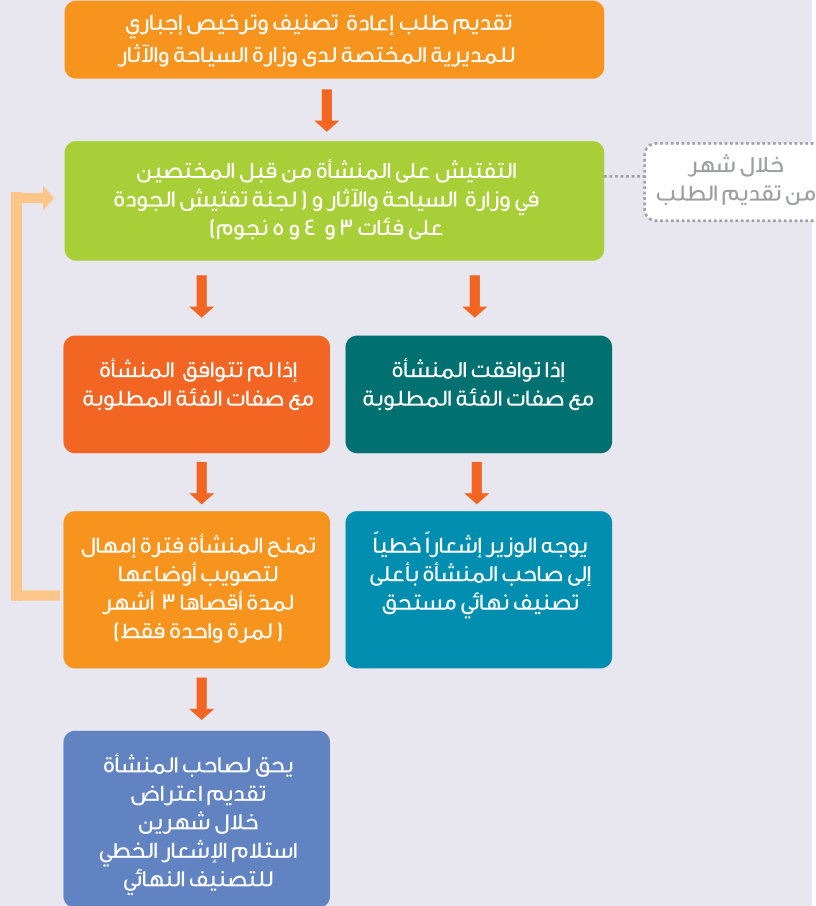 تقديم طلب إعادة تصنيف وترخيص إجباري
للمديرية المختصة لدى وزارة السياحة والآثار
التفتيش على المنشأة من قبل المختصين
في وزارة السياحة والآثار و ( لجنة تفتيش الجودة
على فئات ٣ و ٤ و ٥ نجوم)
خلال شهر
من تقديم الطلب
إذا توافقت المنشأة
مع صفات الفئة المطلوبة
إذا لم تتوافق المنشأة
مع صفات الفئة المطلوبة
يوجه الوزير إشعاراً خطياً
إلى صاحب المنشأة بأعلى
تصنيف نهائي مستحق
تمنح المنشأة فترة إمهال
لتصويب أوضاعها
لمدة أقصاها ٣ أشهر
( لمرة واحدة فقط)
يحق لصاحب المنشأة
تقديم اعتراض
خلال شهرين
استلام الإشعار الخطي
للتصنيف النهائي